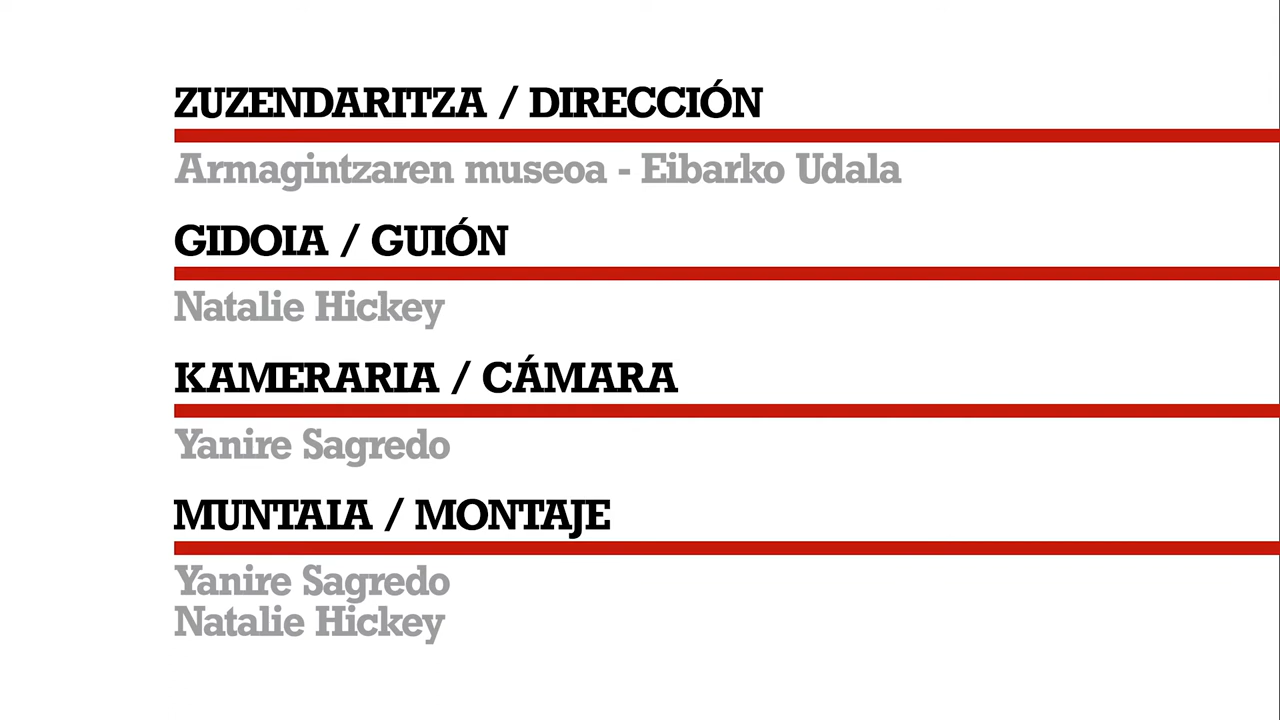 ZUZENDARITZA / DIRECCIÓN
Armagintzaren museoa - Eibarko Udala
GIDOIA / GUIÓN
Natalie Hickey
KAMERARIA / CÁMARA
Yanire Sagredo
MUNTAIA / MONTAJE
Yanire Sagredo
Natalie Hickey